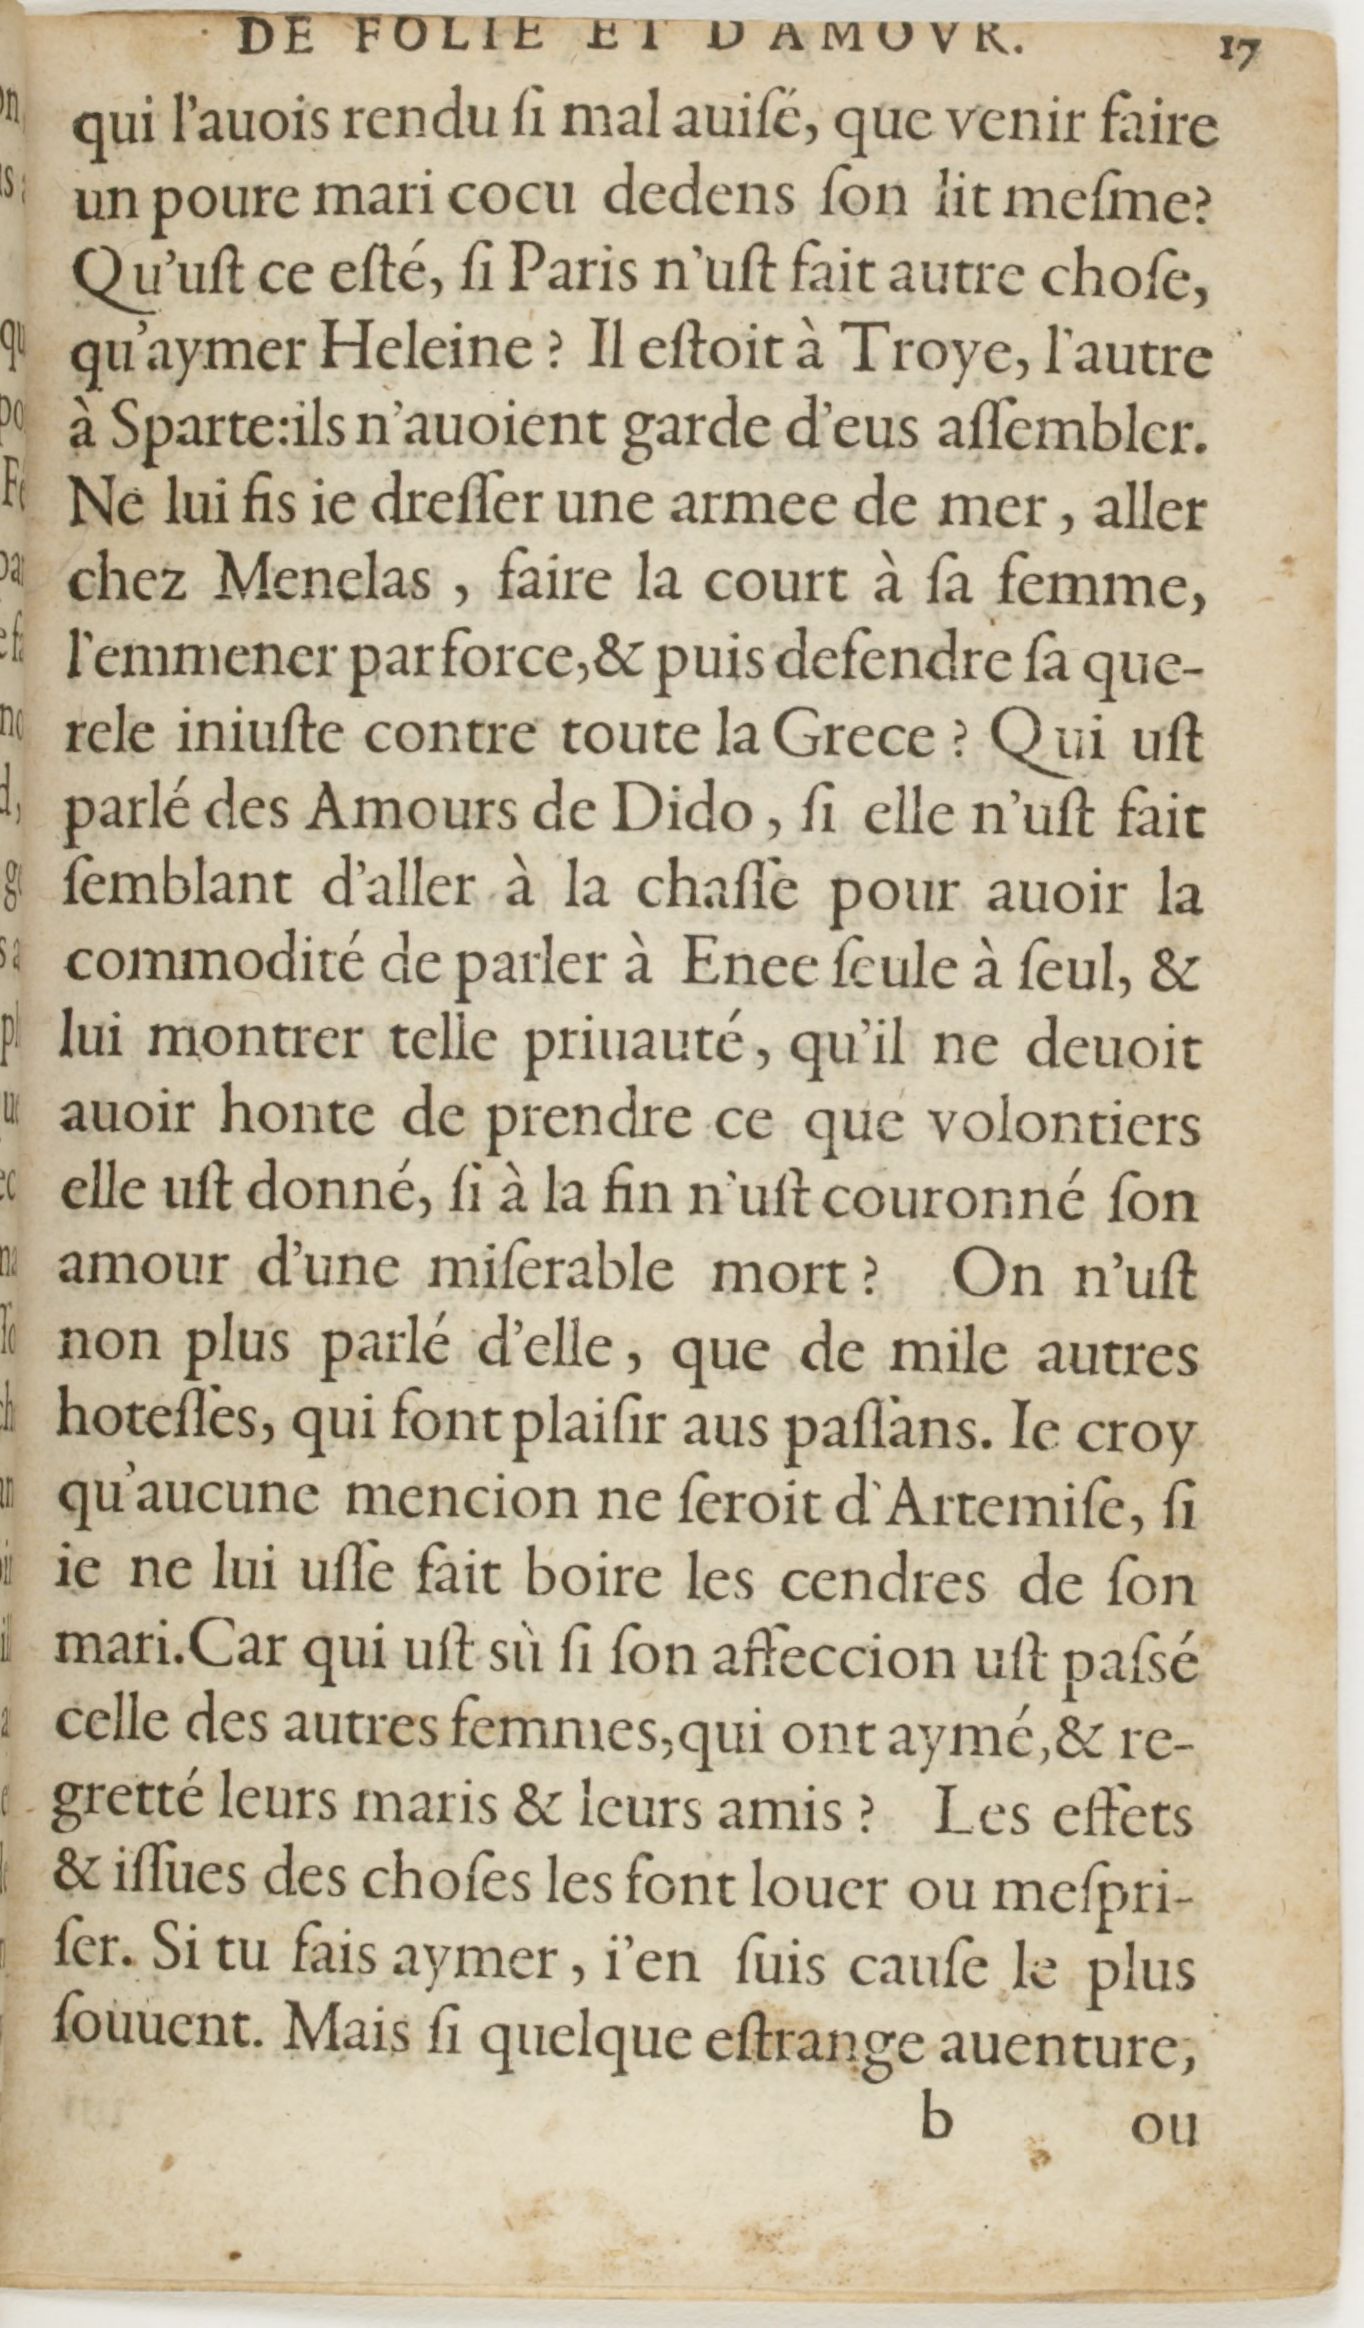 DE FOLIE ET D'AMOVR. 17
qui l'auois rendu ſi mal auiſé, que venir faire
un poure mari cocu dedens ſon lit meſme?
Qu'uſt ce eſté, ſi Paris n'uſt fait autre choſe,
qu'aymer Heleine? Il eſtoit à Troye, l'autre
à Sparte: ils n'auoient garde d'eus aſſembler.
Ne lui fis ie dreſſer une armee de mer, aller
chez Menelas, faire la court à ſa femme,
l'emmener par force, & puis defendre ſa que-
rele iniuſte contre toute la Grece? Qui uſt
parlé des Amours de Dido, ſi elle n'uſt fait
ſemblant d'aller à la chaſſe pour auoir la
commodité de parler à Enee ſeule à ſeul, &
lui montrer telle priuauté, qu'il ne deuoit
auoir honte de prendre ce que volontiers
elle uſt donné, ſi à la fin n'uſt couronné ſon
amour d'une miſerable mort? On n'uſt
non plus parlé d'elle, que de mile autres
hoteſſes, qui font plaiſir aus paſſans. Ie croy
qu'aucune mencion ne ſeroit d'Artemiſe, ſi
ie ne lui uſſe fait boire les cendres de ſon
mari. Car qui uſt sù ſi ſon affeccion uſt paſsé
celle des autres femmes, qui ont aymé, & re-
gretté leurs maris & leurs amis? Les effets
& iſſues des choſes les font louer ou meſpri-
ſer. Si tu fais aymer, i'en ſuis cauſe le plus
ſouuent. Mais ſi quelque eſtrange auenture,
b ou